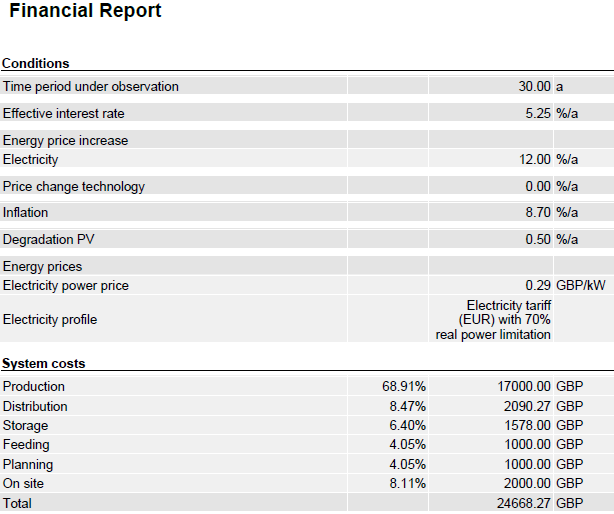 Financial Report
Conditions
Time period under observation 30.00 a
Effective interest rate 5.25 %/a
Energy price increase
Electricity 12.00 %/a
Price change technology 0.00 %/a
Inflation 8.70 %/a
Degradation PV 0.50 %/a
Energy prices
Electricity power price 0.29 GBP/kW
Electricity profile Electricity tariff
(EUR) with 70%
real power limitation
System costs
Production 68.91% 17000.00 GBP
Distribution 8.47% 2090.27 GBP
Storage 6.40% 1578.00 GBP
Feeding 4.05% 1000.00 GBP
Planning 4.05% 1000.00 GBP
On site 8.11% 2000.00 GBP
Total 24668.27 GBP